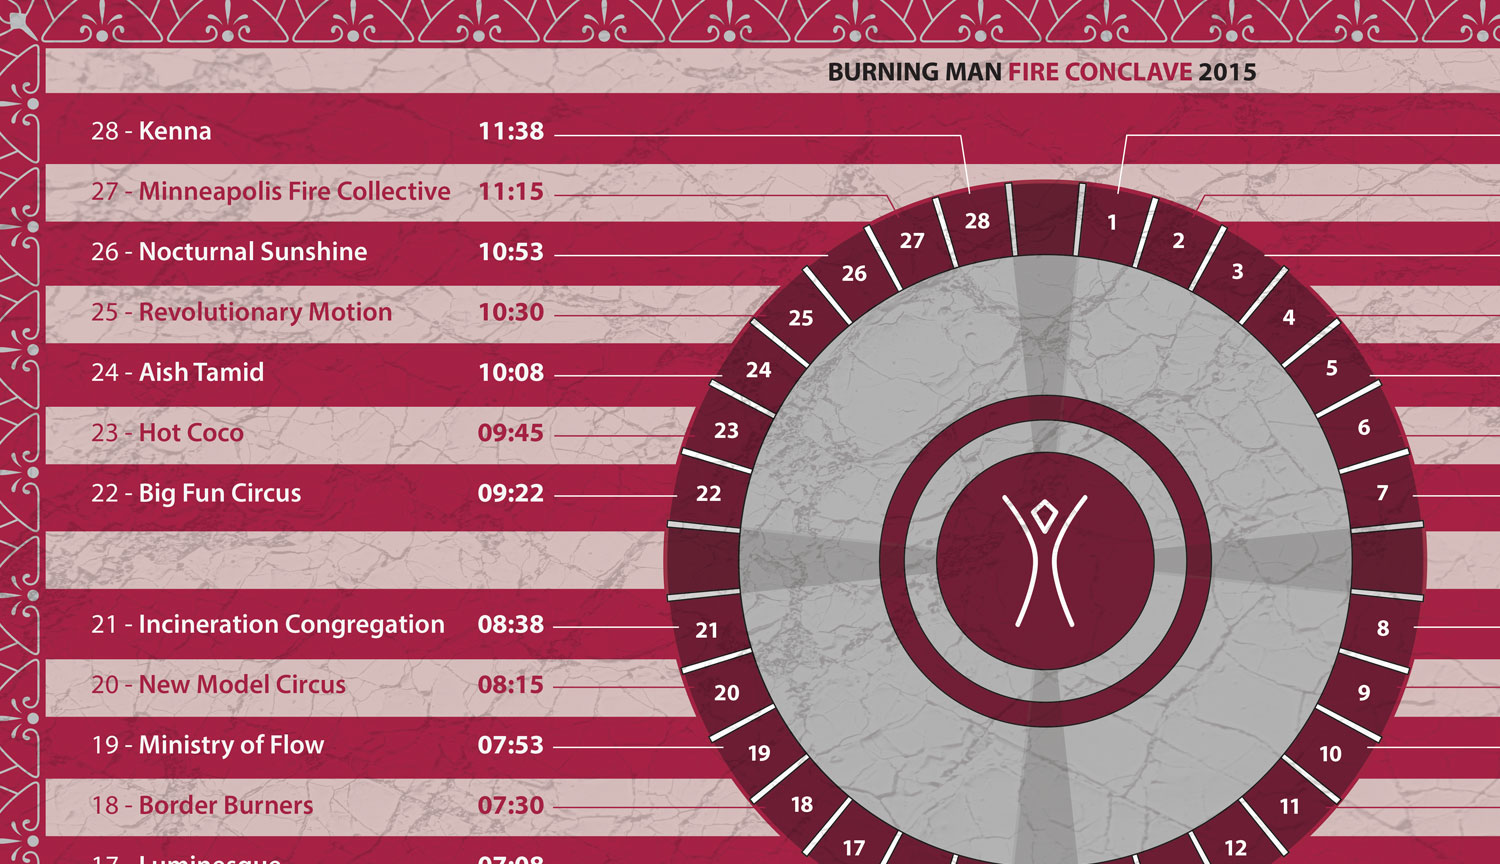 BURNING MAN FIRE CONCLAVE 2015
28 - Kenna 11:38
27 - Minneapolis Fire Collective 11:15
26 - Nocturnal Sunshine 10:53
25 - Revolutionary Motion 10:30
24 - Aish Tamid 10:08
23 - Hot Coco 09:45
22 - Big Fun Circus 09:22
21 - Incineration Congregation 08:38
20 - New Model Circus 08:15
19 - Ministry of Flow 07:53
18 - Border Burners 07:30
17 - Luminesque 07:08
28
1
27
2
26
3
25
4
24
5
23
6
22
7
21
8
20
9
19
10
18
11
17
12